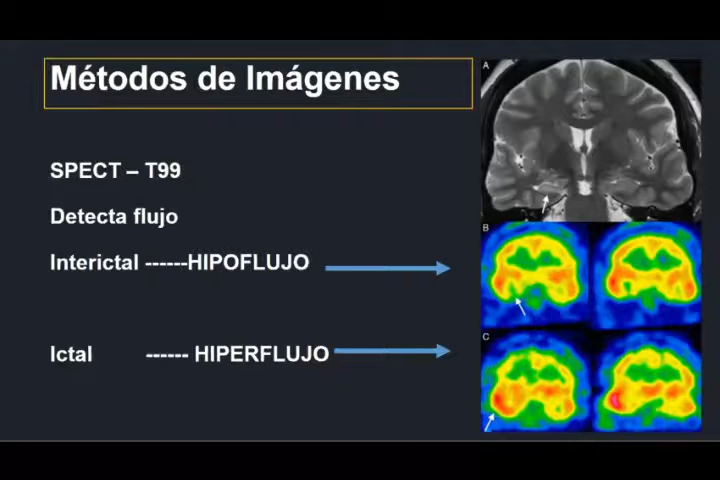 Métodos de Imágenes
SPECT – T99
Detecta flujo
Interictal ------HIPOFLUJO
Ictal ------ HIPERFLUJO
A
B
C